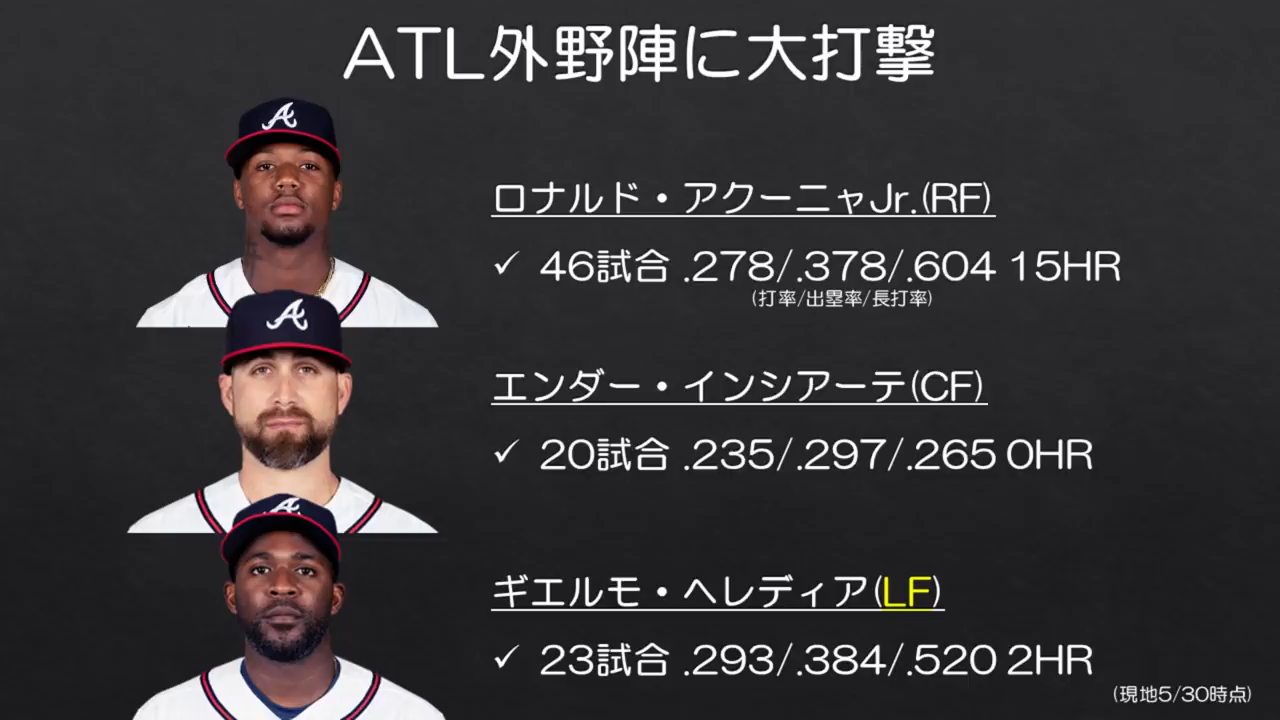 ATL外野陣に大打撃
ロナルド・アクーニャJr.(RF)
✓ 46試合 .278/.378/.604 15HR
(打率/出塁率/長打率)
エンダー・インシアーテ(CF)
✓ 20試合 .235/.297/.265 0HR
ギエルモ・ヘレディア(LF)
✓ 23試合 .293/.384/.520 2HR
(現地5/30時点)